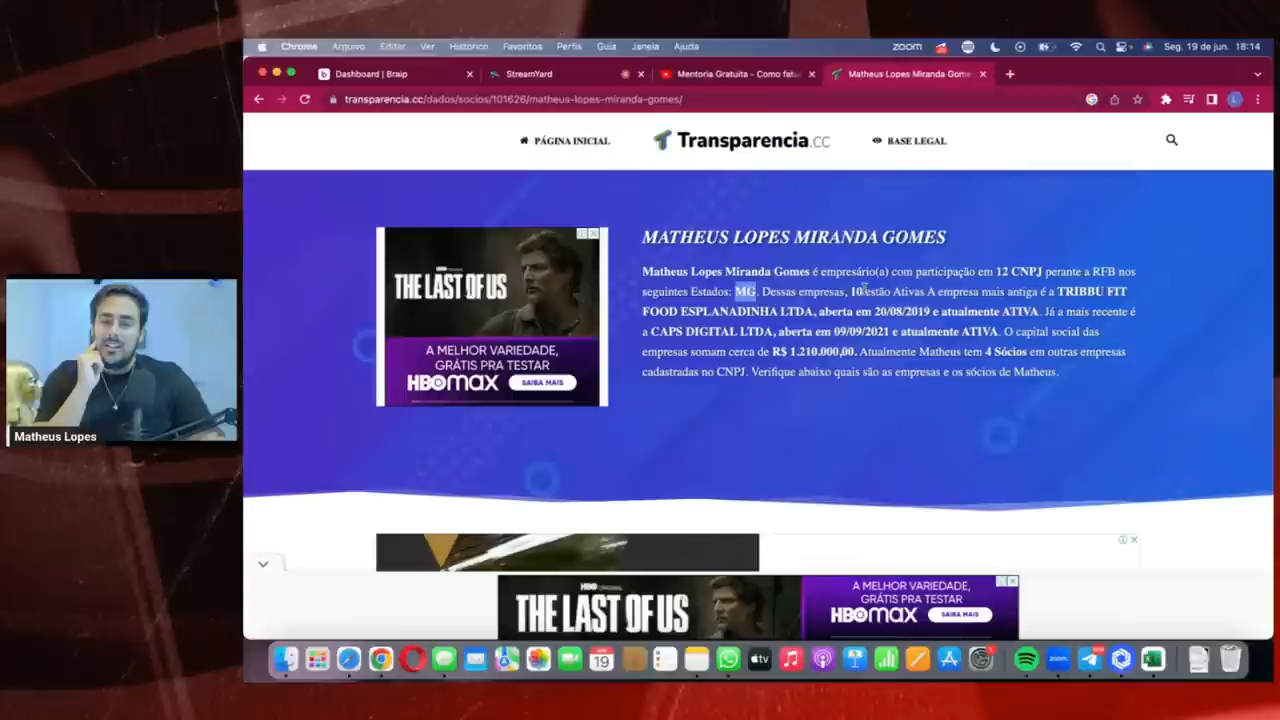 Chrome Arquivo Editar Ver Histórico Favoritos Perfis Guia Janela Ajuda zoom Seg. 19 de jun. 18:14
Dashboard | Braip
StreamYard
Mentoria Gratuita - Como fatu
Matheus Lopes Miranda Gome
transparencia.cc/dados/socios/101626/matheus-lopes-miranda-gomes/
PÁGINA INICIAL
Transparencia.CC
BASE LEGAL
MATHEUS LOPES MIRANDA GOMES
Matheus Lopes Miranda Gomes é empresário(a) com participação em 12 CNPJ perante a RFB nos
seguintes Estados: MG. Dessas empresas, 10 estão Ativas A empresa mais antiga é a TRIBBU FIT
FOOD ESPLANADINHA LTDA, aberta em 20/08/2019 e atualmente ATIVA. Já a mais recente é
a CAPS DIGITAL LTDA, aberta em 09/09/2021 e atualmente ATIVA. O capital social das
empresas somam cerca de R$ 1.210.000,00. Atualmente Matheus tem 4 Sócios em outras empresas
cadastradas no CNPJ. Verifique abaixo quais são as empresas e os sócios de Matheus.
THE LAST OF US
A MELHOR VARIEDADE,
GRÁTIS PRA TESTAR
HBOMAX SAIBA MAIS
Matheus Lopes
HBO ORIGINAL
THE LAST OF US
A MELHOR VARIEDADE,
GRÁTIS PRA TESTAR
HBOMAX SAIBA MAIS
19
tv
zoom